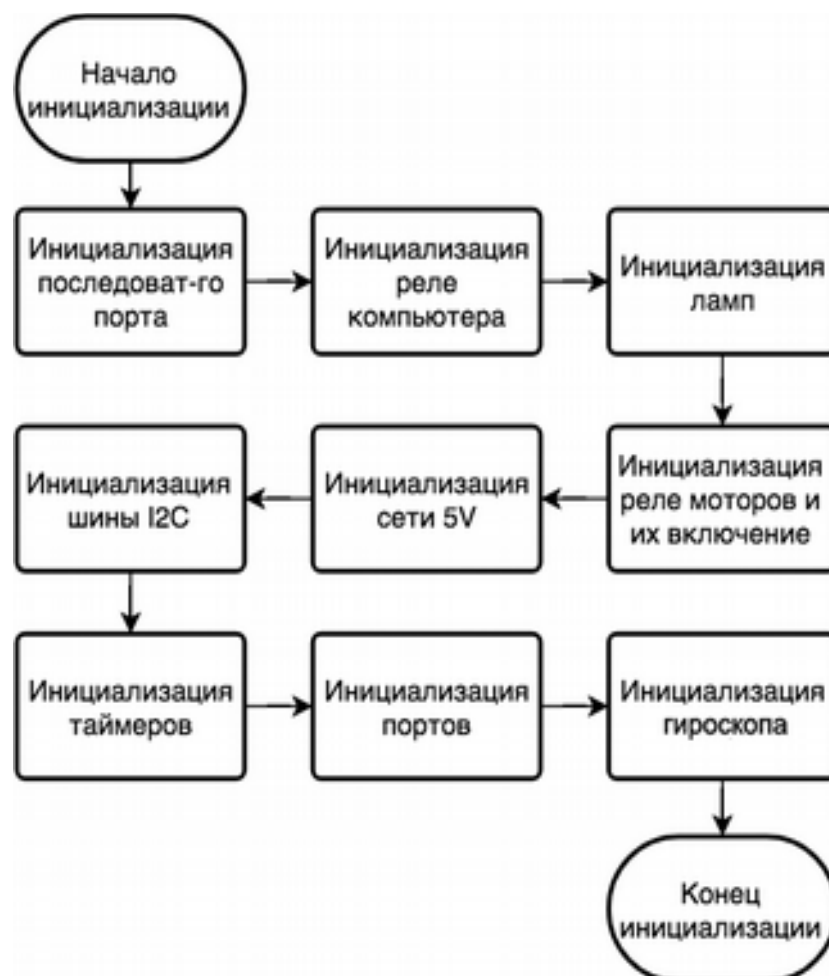 Начало
инициализации
Инициализация
последоват-го
порта
Инициализация
реле
компьютера
Инициализация
ламп
Инициализация
реле моторов и
их включение
Инициализация
сети 5V
Инициализация
шины I2C
Инициализация
таймеров
Инициализация
портов
Инициализация
гироскопа
Конец
инициализации